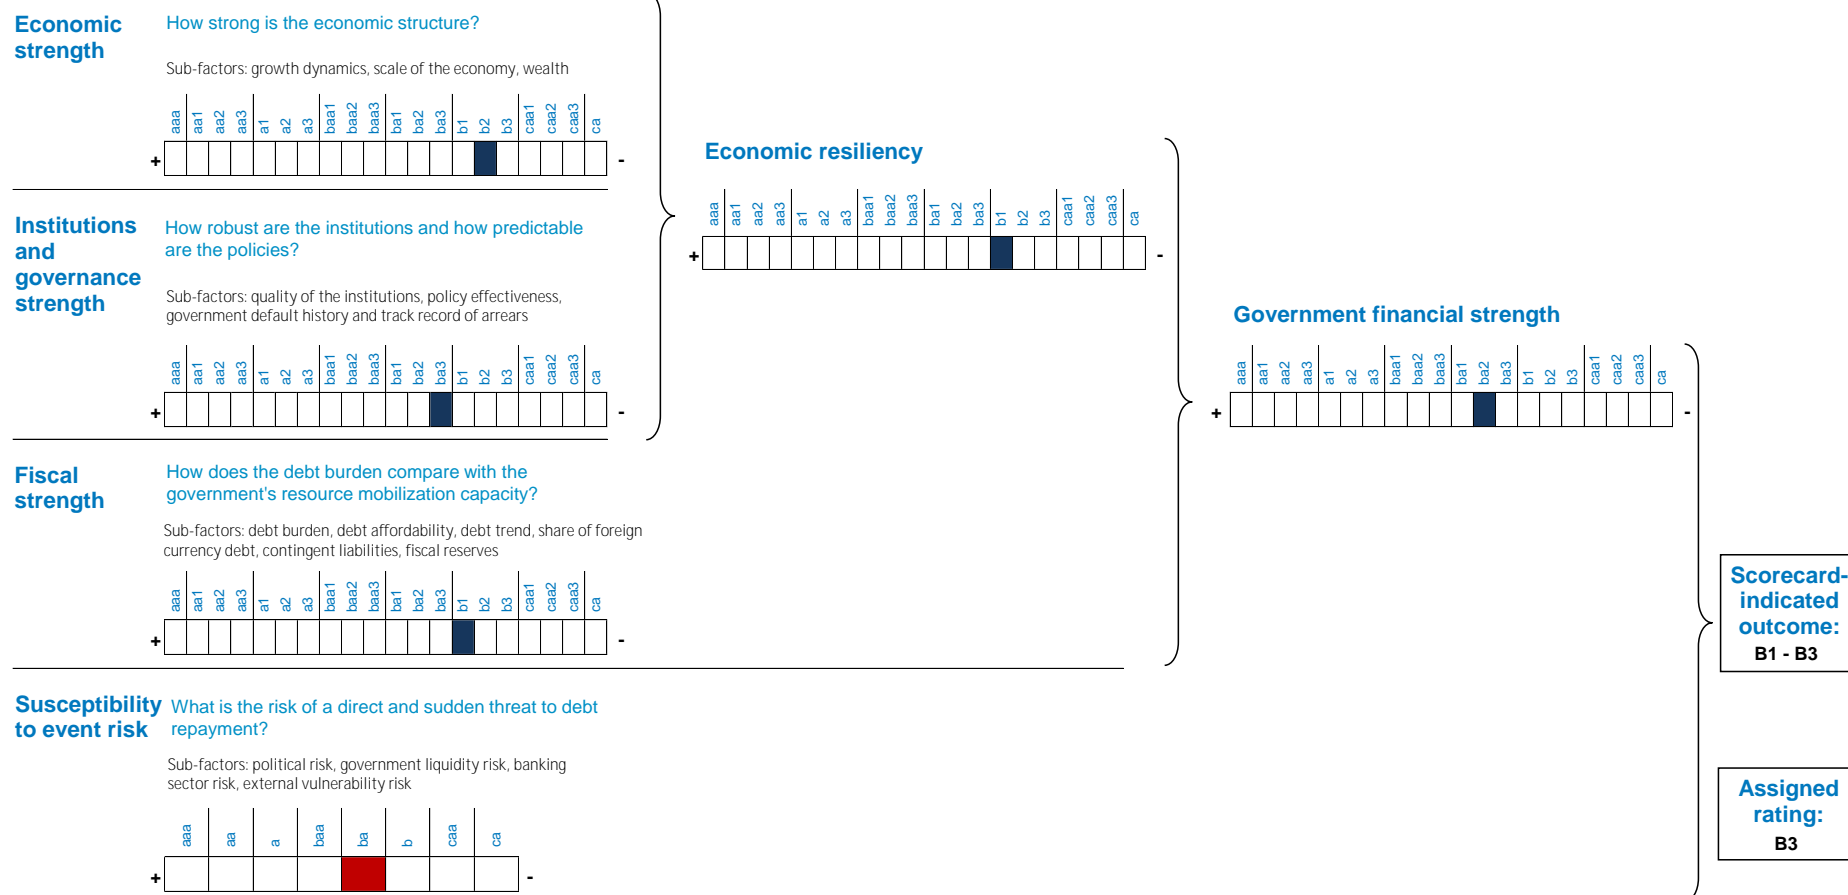 Economic
strength
How strong is the economic structure?
Sub-factors: growth dynamics, scale of the economy, wealth
aaa aa1 aa2 aa3 a1 a2 a3 baa1 baa2 baa3 ba1 ba2 ba3 b1 b2 b3 caa1 caa2 caa3 ca
+ -
Institutions
and
governance
strength
How robust are the institutions and how predictable
are the policies?
Sub-factors: quality of the institutions, policy effectiveness,
government default history and track record of arrears
aaa aa1 aa2 aa3 a1 a2 a3 baa1 baa2 baa3 ba1 ba2 ba3 b1 b2 b3 caa1 caa2 caa3 ca
+ -
Economic resiliency
aaa aa1 aa2 aa3 a1 a2 a3 baa1 baa2 baa3 ba1 ba2 ba3 b1 b2 b3 caa1 caa2 caa3 ca
+ -
Fiscal
strength
How does the debt burden compare with the
government's resource mobilization capacity?
Sub-factors: debt burden, debt affordability, debt trend, share of foreign
currency debt, contingent liabilities, fiscal reserves
aaa aa1 aa2 aa3 a1 a2 a3 baa1 baa2 baa3 ba1 ba2 ba3 b1 b2 b3 caa1 caa2 caa3 ca
+ -
Government financial strength
aaa aa1 aa2 aa3 a1 a2 a3 baa1 baa2 baa3 ba1 ba2 ba3 b1 b2 b3 caa1 caa2 caa3 ca
+ -
Susceptibility
to event risk
What is the risk of a direct and sudden threat to debt
repayment?
Sub-factors: political risk, government liquidity risk, banking
sector risk, external vulnerability risk
aaa aa a baa ba b caa ca
+ -
Scorecard-
indicated
outcome:
B1 - B3
Assigned
rating:
B3